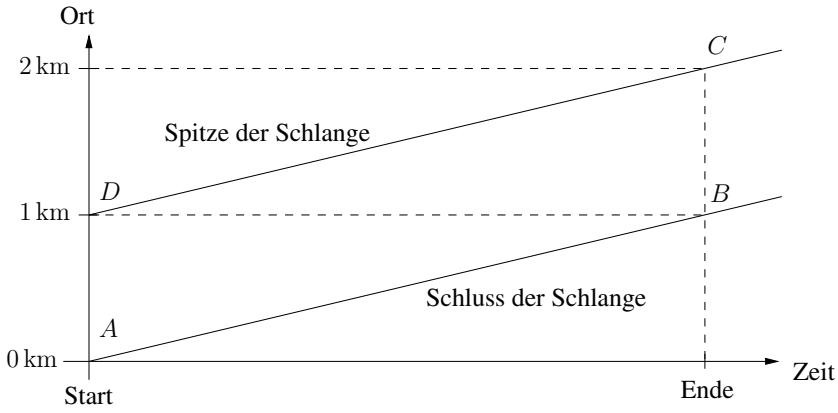 Ort
2 km
C
Spitze der Schlange
D
1 km
B
Schluss der Schlange
A
0 km
Zeit
Start
Ende